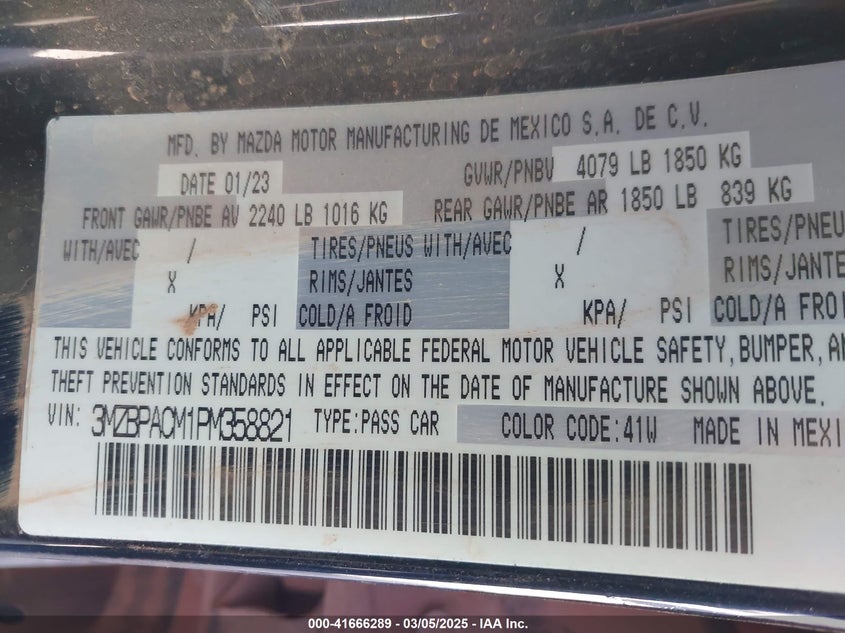 MFD. BY MAZDA MOTOR MANUFACTURING DE MEXICO S.A. DE C.V.
DATE 01/23 GVWR/PNBV 4079 LB 1850 KG
FRONT GAWR/PNBE AV 2240 LB 1016 KG REAR GAWR/PNBE AR 1850 LB 839 KG
WITH/AVEC / TIRES/PNEUS WITH/AVEC / TIRES/PNEU
X RIMS/JANTES X RIMS/JANTE
KPA/ PSI COLD/A FROID KPA/ PSI COLD/A FROI
THIS VEHICLE CONFORMS TO ALL APPLICABLE FEDERAL MOTOR VEHICLE SAFETY, BUMPER, AN
THEFT PREVENTION STANDARDS IN EFFECT ON THE DATE OF MANUFACTURE SHOWN ABOVE.
VIN: 3MZBPACM1PM358821 TYPE:PASS CAR COLOR CODE:41W MADE IN MEXI
000-41666289 - 03/05/2025 - IAA Inc.